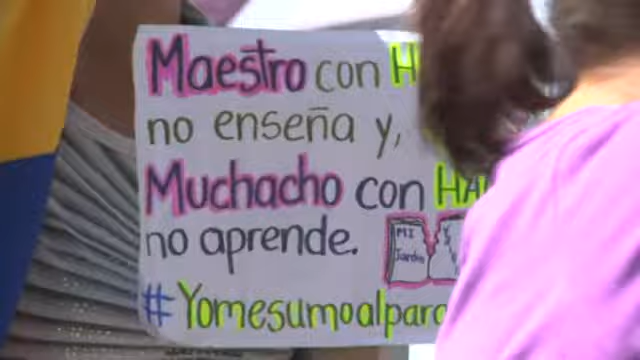 Maestro con H
no enseña y,
Muchacho con HA
no aprende.
MI
Jardín
#Yomesumoalparo